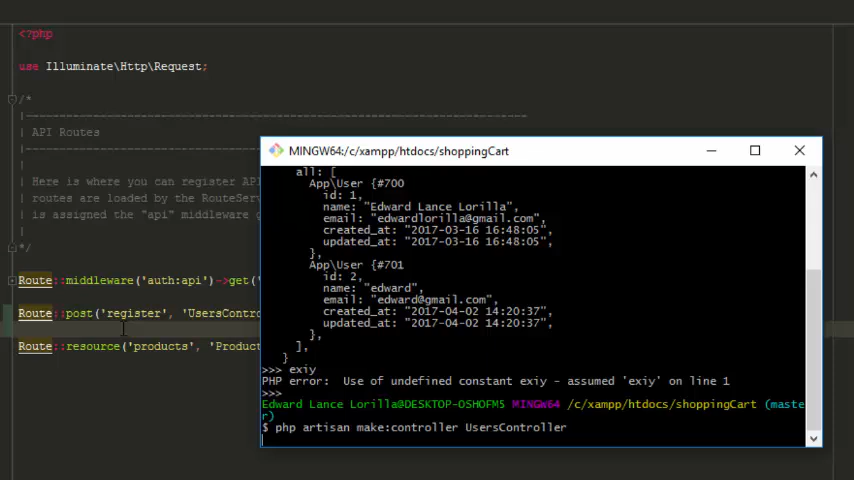 <?php
use Illuminate\Http\Request;
/*
|--------------------------------------------------------------------------
| API Routes
|--------------------------------------------------------------------------
|
| Here is where you can register API
| routes are loaded by the RouteServ
| is assigned the "api" middleware g
|
*/
Route::middleware('auth:api')->get('
Route::post('register', 'UsersContro
Route::resource('products', 'Product
MINGW64:/c/xampp/htdocs/shoppingCart
all: [
App\User {#700
id: 1,
name: "Edward Lance Lorilla",
email: "edwardlorilla@gmail.com",
created_at: "2017-03-16 16:48:05",
updated_at: "2017-03-16 16:48:05",
},
App\User {#701
id: 2,
name: "edward",
email: "edward@gmail.com",
created_at: "2017-04-02 14:20:37",
updated_at: "2017-04-02 14:20:37",
},
],
}
>>> exiy
PHP error:  Use of undefined constant exiy - assumed 'exiy' on line 1
>>>
Edward Lance Lorilla@DESKTOP-OSHOFM5 MINGW64 /c/xampp/htdocs/shoppingCart (maste
r)
$ php artisan make:controller UsersController